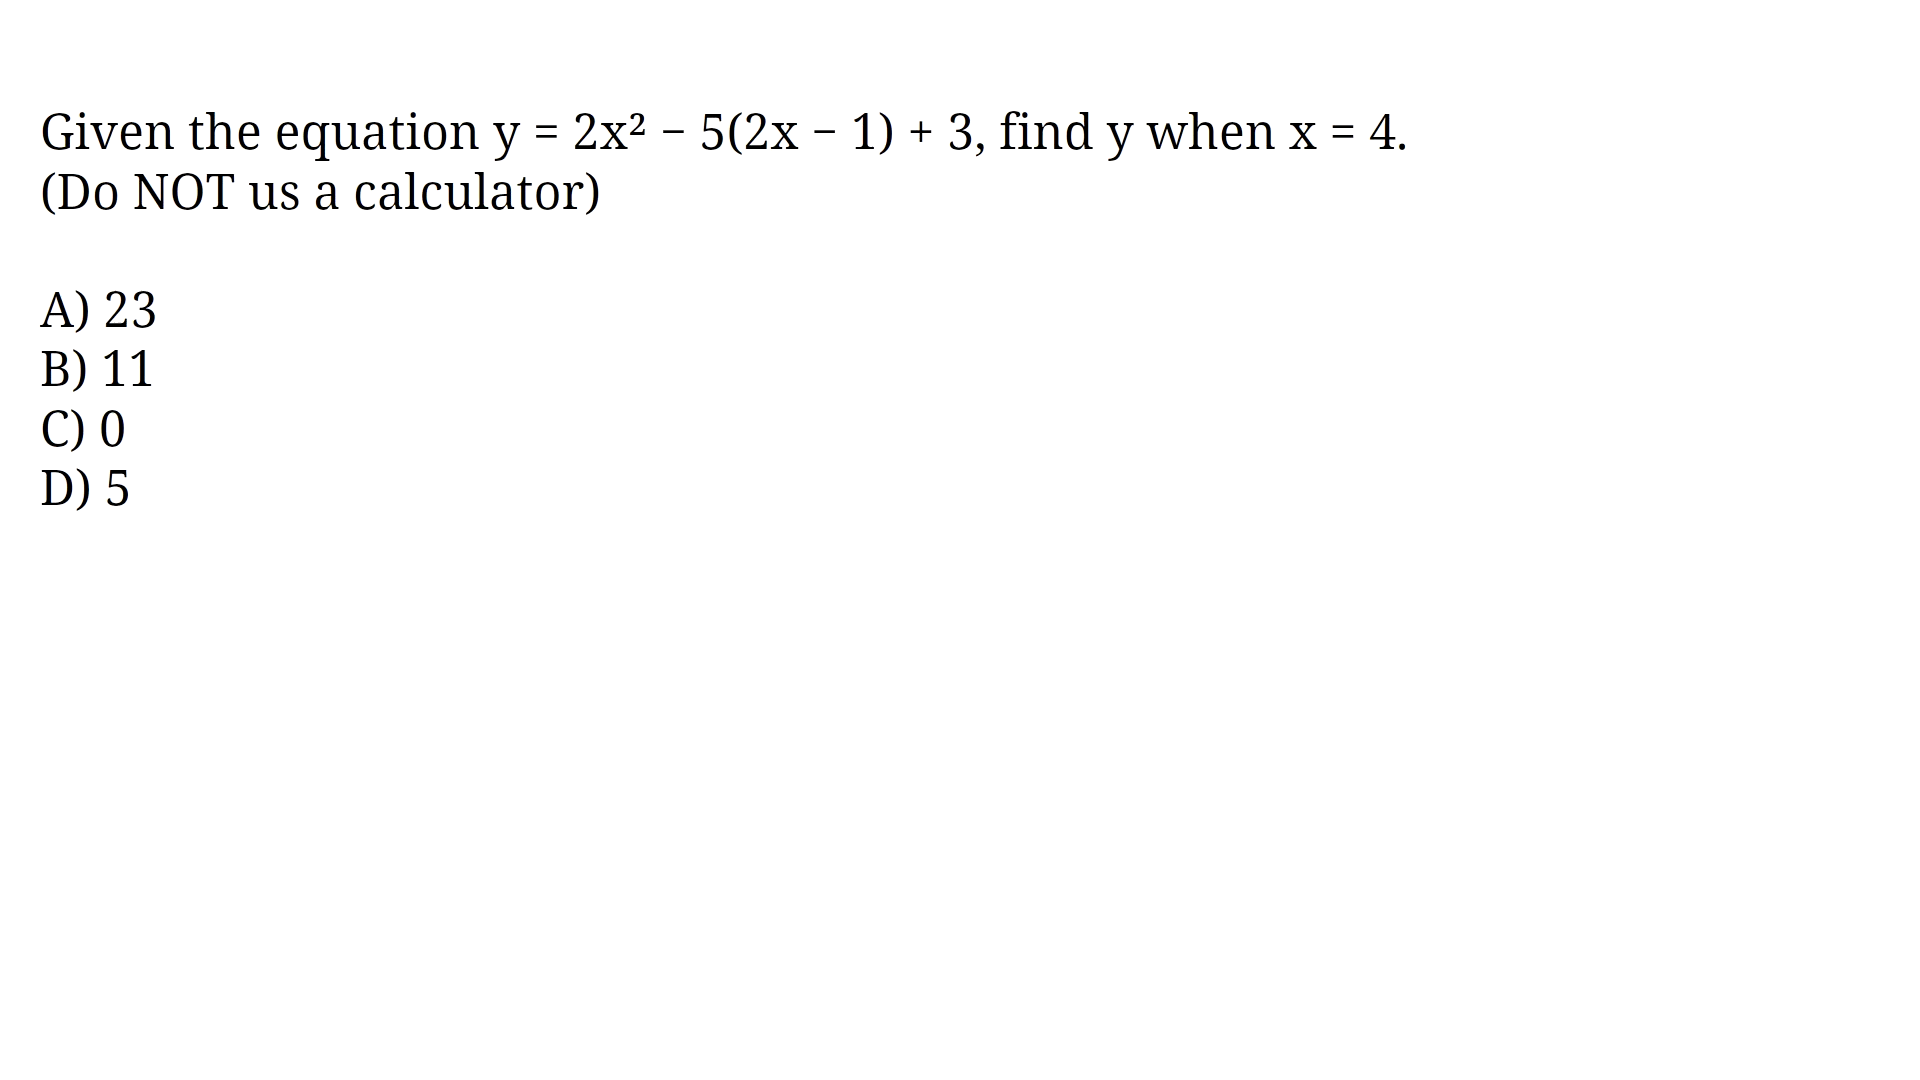 Given the equation y = 2x² − 5(2x − 1) + 3, find y when x = 4.
(Do NOT us a calculator)
A) 23
B) 11
C) 0
D) 5